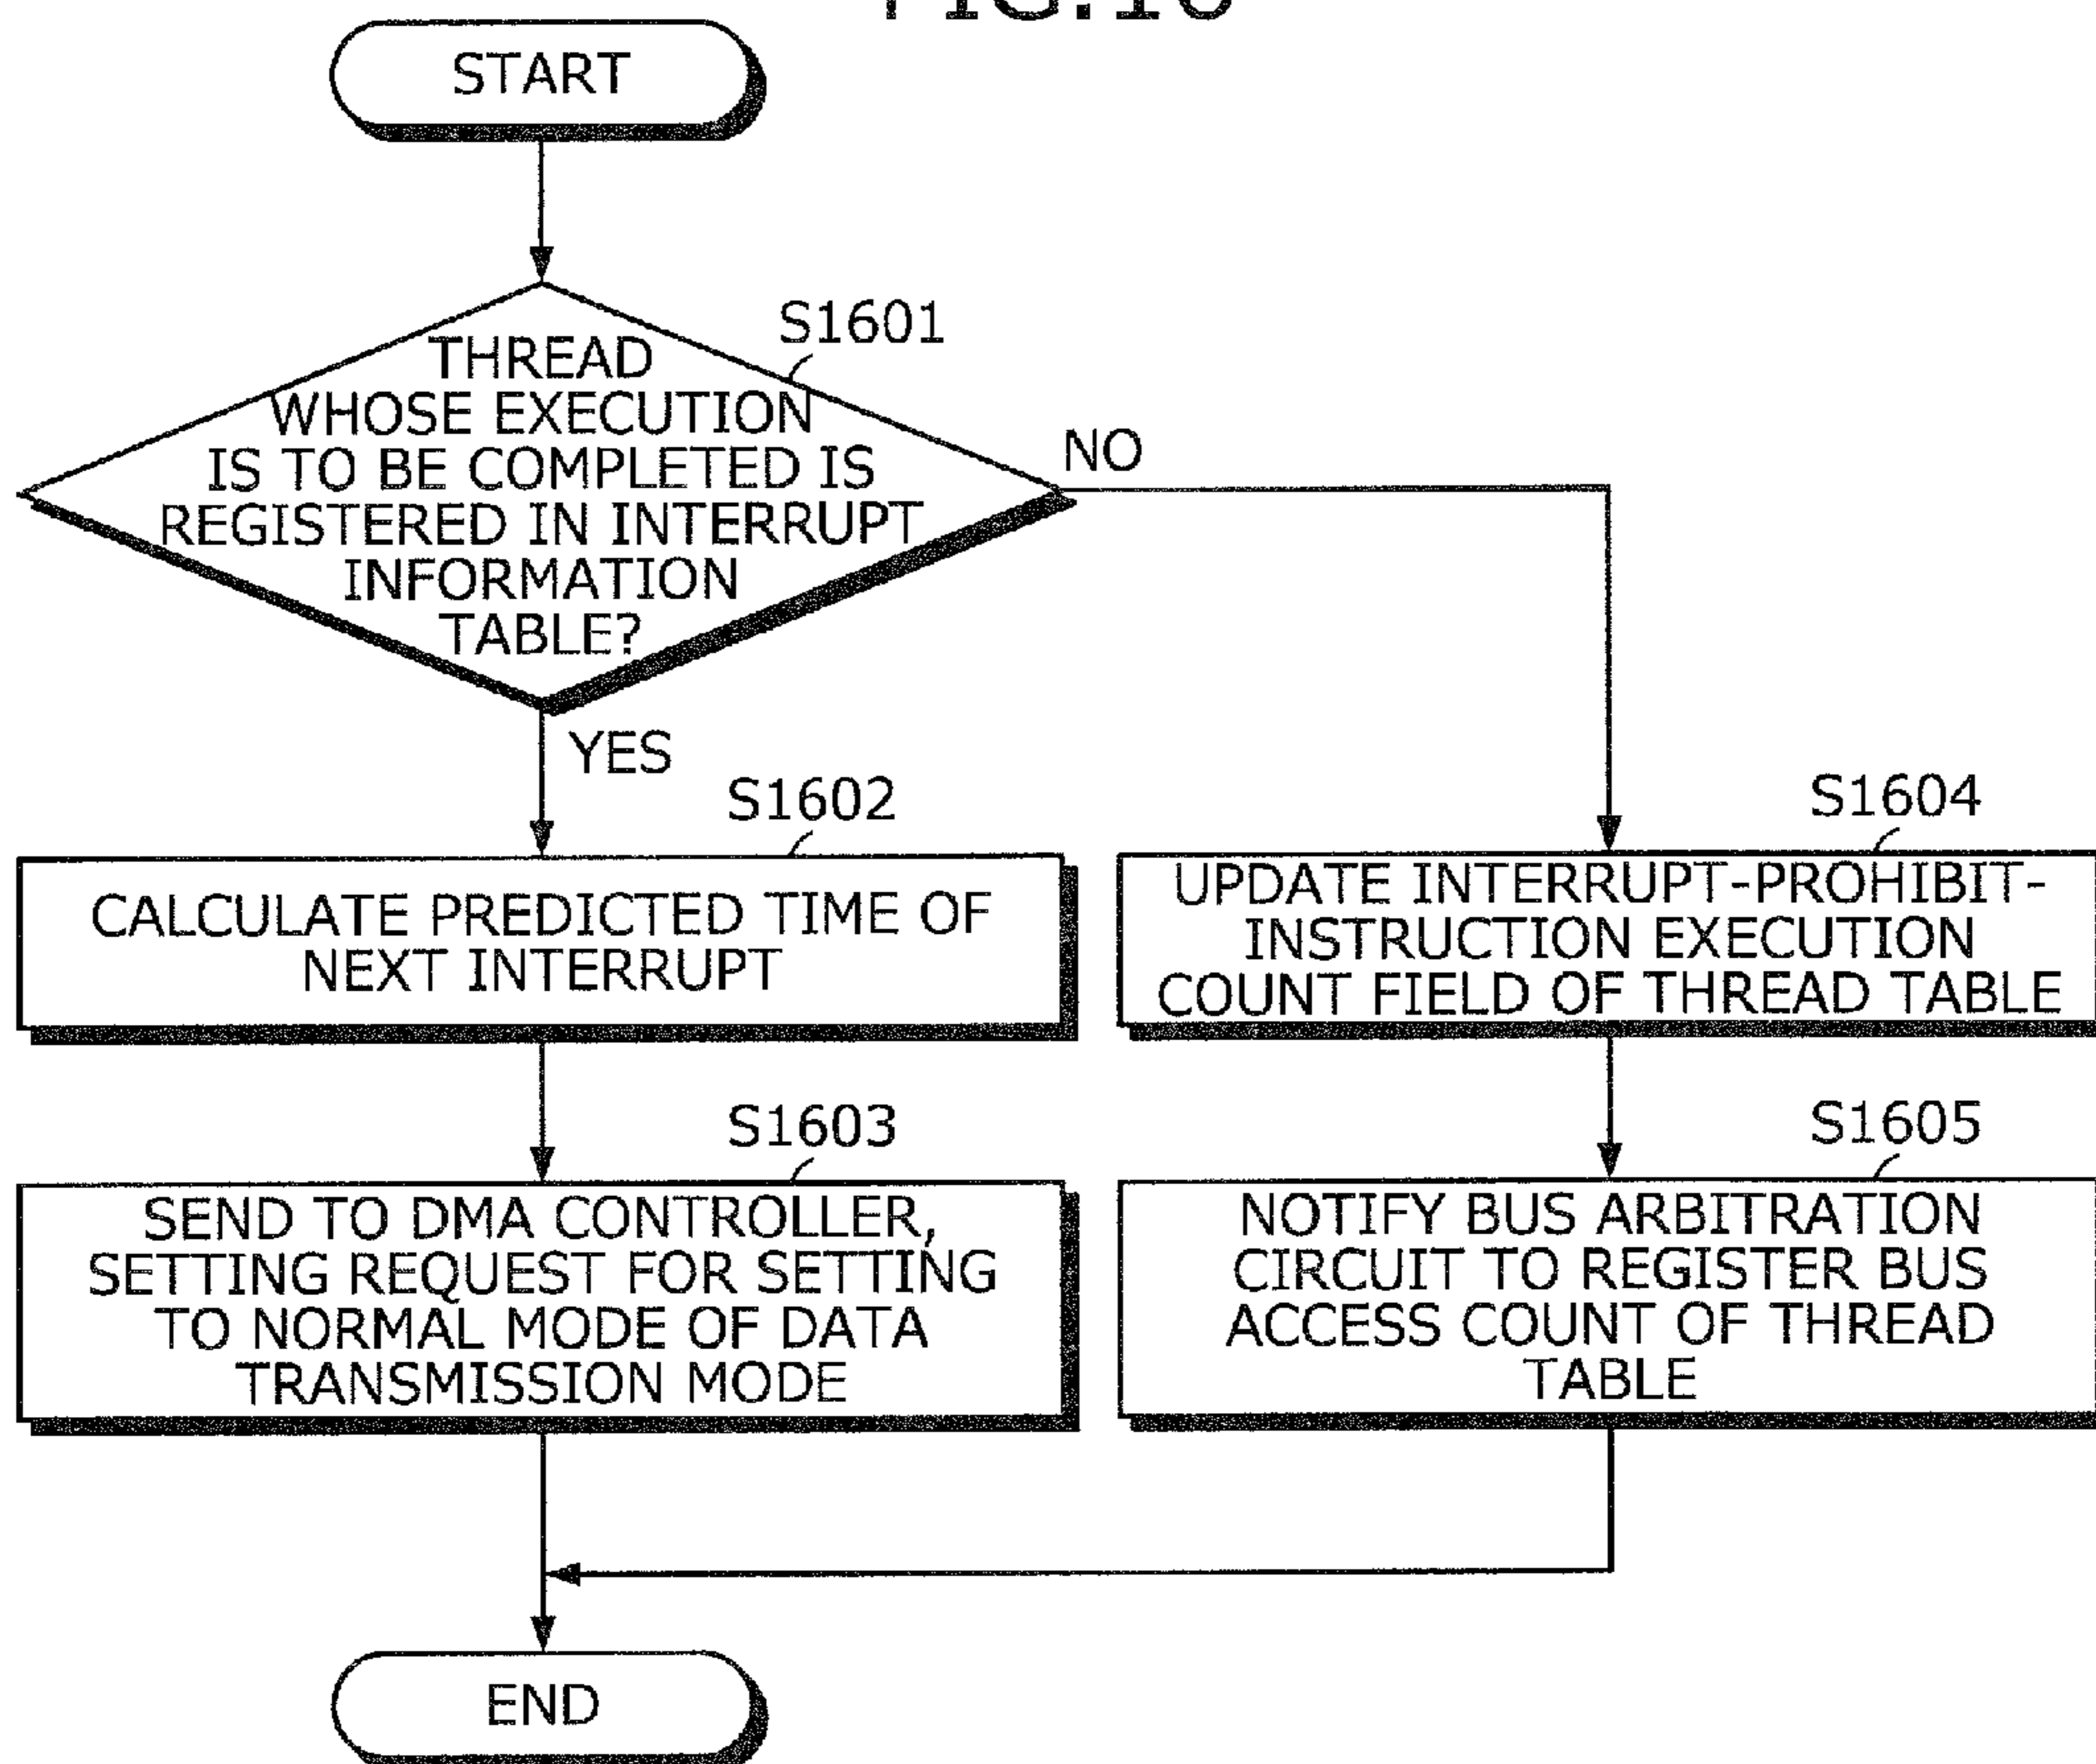 FIG.16
START
S1601
THREAD
WHOSE EXECUTION
IS TO BE COMPLETED IS
REGISTERED IN INTERRUPT
INFORMATION
TABLE?
NO
YES
S1602
CALCULATE PREDICTED TIME OF
NEXT INTERRUPT
S1603
SEND TO DMA CONTROLLER,
SETTING REQUEST FOR SETTING
TO NORMAL MODE OF DATA
TRANSMISSION MODE
S1604
UPDATE INTERRUPT-PROHIBIT-
INSTRUCTION EXECUTION
COUNT FIELD OF THREAD TABLE
S1605
NOTIFY BUS ARBITRATION
CIRCUIT TO REGISTER BUS
ACCESS COUNT OF THREAD
TABLE
END